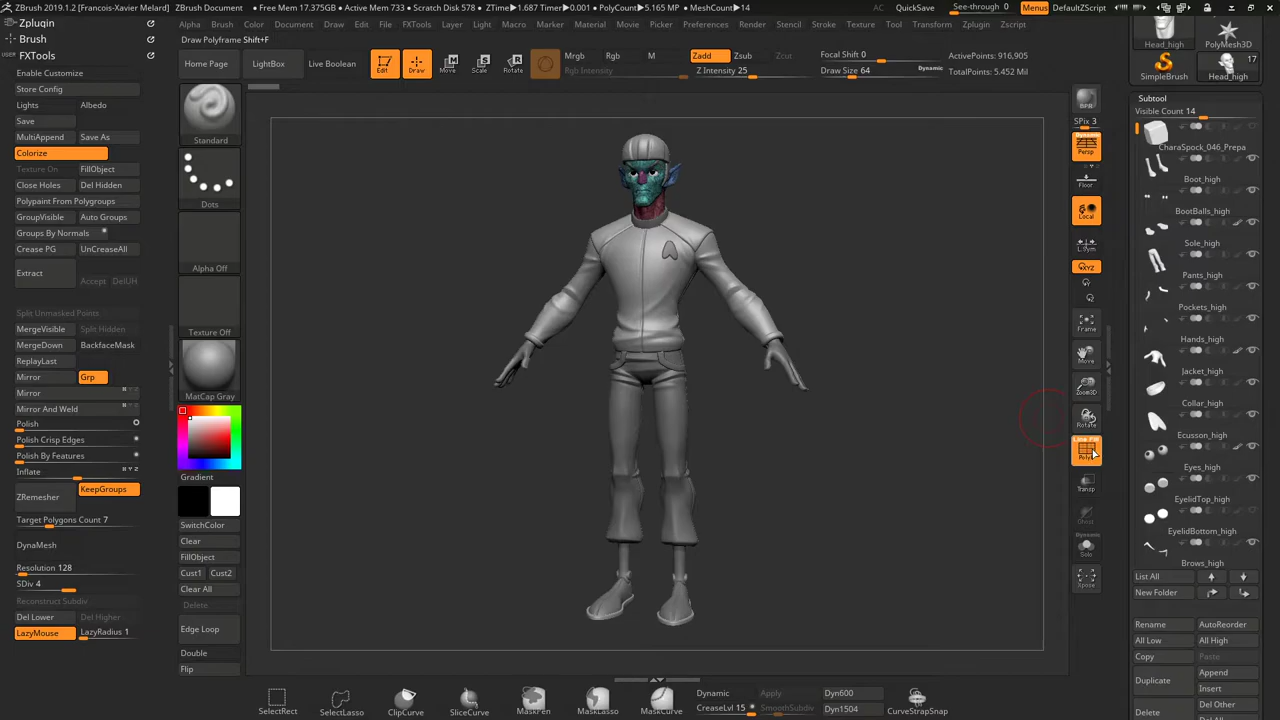 ZBrush 2019.1.2 [Francois-Xavier Melard]
ZBrush Document
• Free Mem 17.375GB • Active Mem 733 • Scratch Disk 578 • ZTime▸1.687 Timer▸0.001 • PolyCount▸5.165 MP • MeshCount▸14
AC
QuickSave
See-through 0
Menus
DefaultZScript
Zplugin
Alpha Brush Color Document Draw Edit File FXTools Layer Light Macro Marker Material Movie Picker Preferences Render Stencil Stroke Texture Tool Transform Zplugin Zscript
Brush
Draw Polyframe Shift+F
USER
FXTools
Enable Customize
Store Config
Lights
Albedo
Save
MultiAppend
Save As
Colorize
Texture On
FillObject
Close Holes
Del Hidden
Polypaint From Polygroups
GroupVisible
Auto Groups
Groups By Normals
Crease PG
UnCreaseAll
Extract
Accept
DelUH
Split Unmasked Points
MergeVisible
Split Hidden
MergeDown
BackfaceMask
ReplayLast
Mirror
Grp
Mirror
Mirror And Weld
Polish
Polish Crisp Edges
Polish By Features
Inflate
ZRemesher
KeepGroups
Target Polygons Count 7
DynaMesh
Resolution 128
SDiv 4
Reconstruct Subdiv
Del Lower
Del Higher
LazyMouse
LazyRadius 1
Home Page
LightBox
Live Boolean
Edit
Draw
Move
Scale
Rotate
Mrgb
Rgb
M
Rgb Intensity
Zadd
Zsub
Zcut
Z Intensity 25
Focal Shift 0
Draw Size 64
Dynamic
ActivePoints: 916,905
TotalPoints: 5.452 Mil
Standard
Dots
Alpha Off
Texture Off
MatCap Gray
Gradient
SwitchColor
Clear
FillObject
Cust1
Cust2
Clear All
Delete
Edge Loop
Double
Flip
SelectRect
SelectLasso
ClipCurve
SliceCurve
MaskPen
MaskLasso
MaskCurve
Dynamic
Apply
CreaseLvl 15
SmoothSubdiv
Dyn600
Dyn1504
CurveStrapSnap
BPR
SPix 3
Dynamic
Persp
Floor
Local
L.Sym
XYZ
Frame
Move
Zoom3D
Rotate
Line Fill
PolyF
Transp
Ghost
Dynamic
Solo
Xpose
Head_high
PolyMesh3D
SimpleBrush
17
Head_high
Subtool
Visible Count 14
CharaSpock_046_Prepa
Boot_high
BootBalls_high
Sole_high
Pants_high
Pockets_high
Hands_high
Jacket_high
Collar_high
Ecusson_high
Eyes_high
EyelidTop_high
EyelidBottom_high
Brows_high
List All
New Folder
Rename
AutoReorder
All Low
All High
Copy
Paste
Duplicate
Append
Insert
Delete
Del Other
Del All